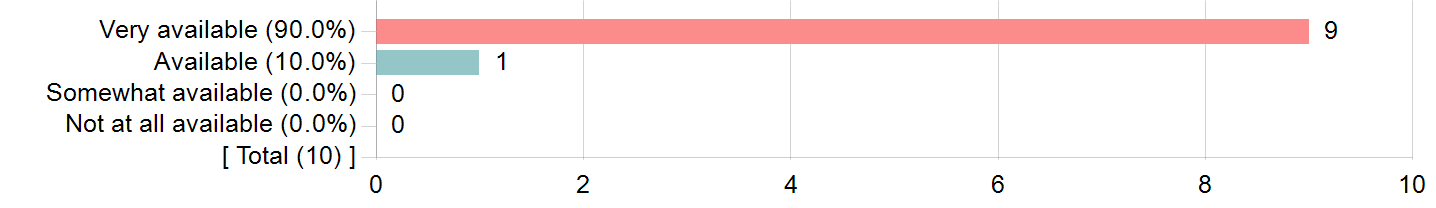 Very available (90.0%) 9
Available (10.0%) 1
Somewhat available (0.0%) 0
Not at all available (0.0%) 0
[ Total (10) ]
0 2 4 6 8 10